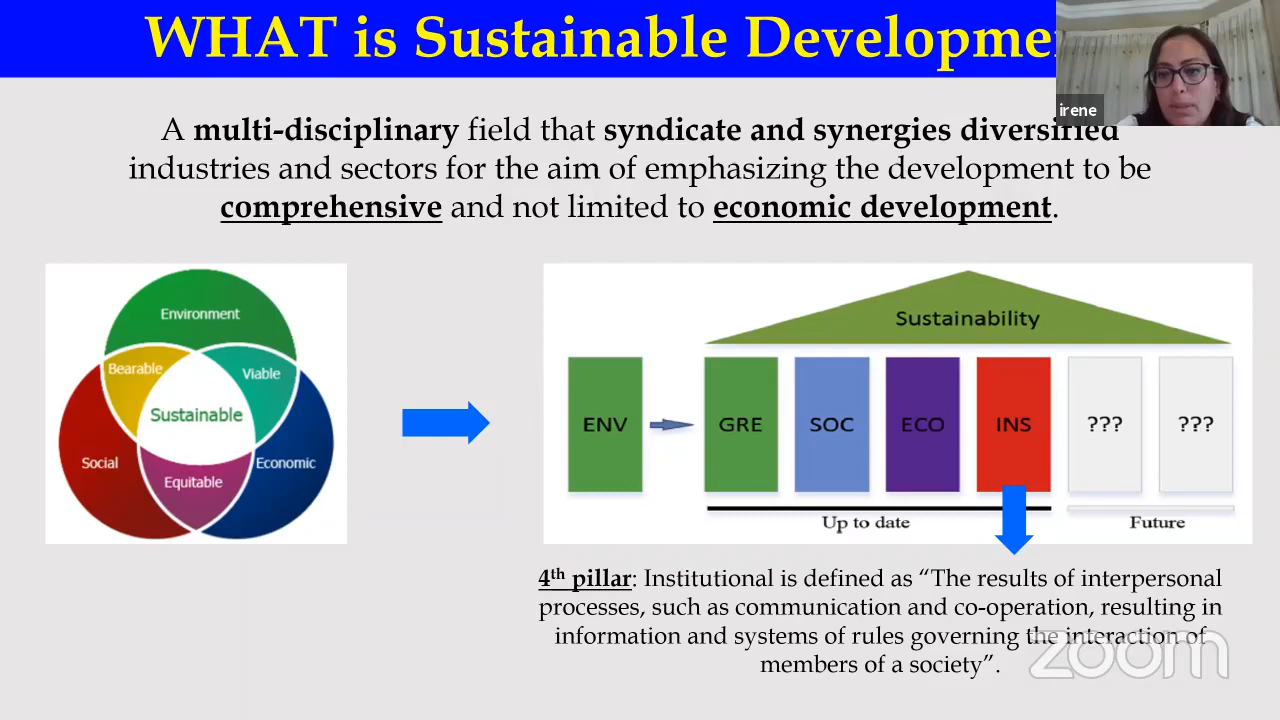 WHAT is Sustainable Developme
irene
A multi-disciplinary field that syndicate and synergies diversified
industries and sectors for the aim of emphasizing the development to be
comprehensive and not limited to economic development.
Environment
Bearable
Viable
Sustainable
Social
Economic
Equitable
Sustainability
ENV
GRE
SOC
ECO
INS
???
???
Up to date
Future
4th pillar: Institutional is defined as “The results of interpersonal
processes, such as communication and co-operation, resulting in
information and systems of rules governing the interaction of
members of a society”.
zoom